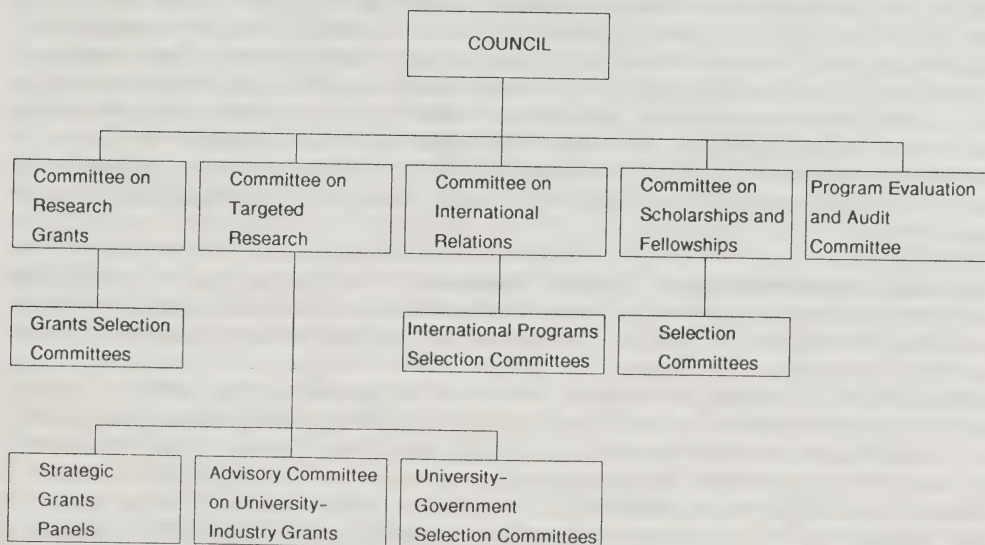 COUNCIL
Committee on
Research
Grants
Committee on
Targeted
Research
Committee on
International
Relations
Committee on
Scholarships and
Fellowships
Program Evaluation
and Audit
Committee
Grants Selection
Committees
International Programs
Selection Committees
Selection
Committees
Strategic
Grants
Panels
Advisory Committee
on University-
Industry Grants
University-
Government
Selection Committees